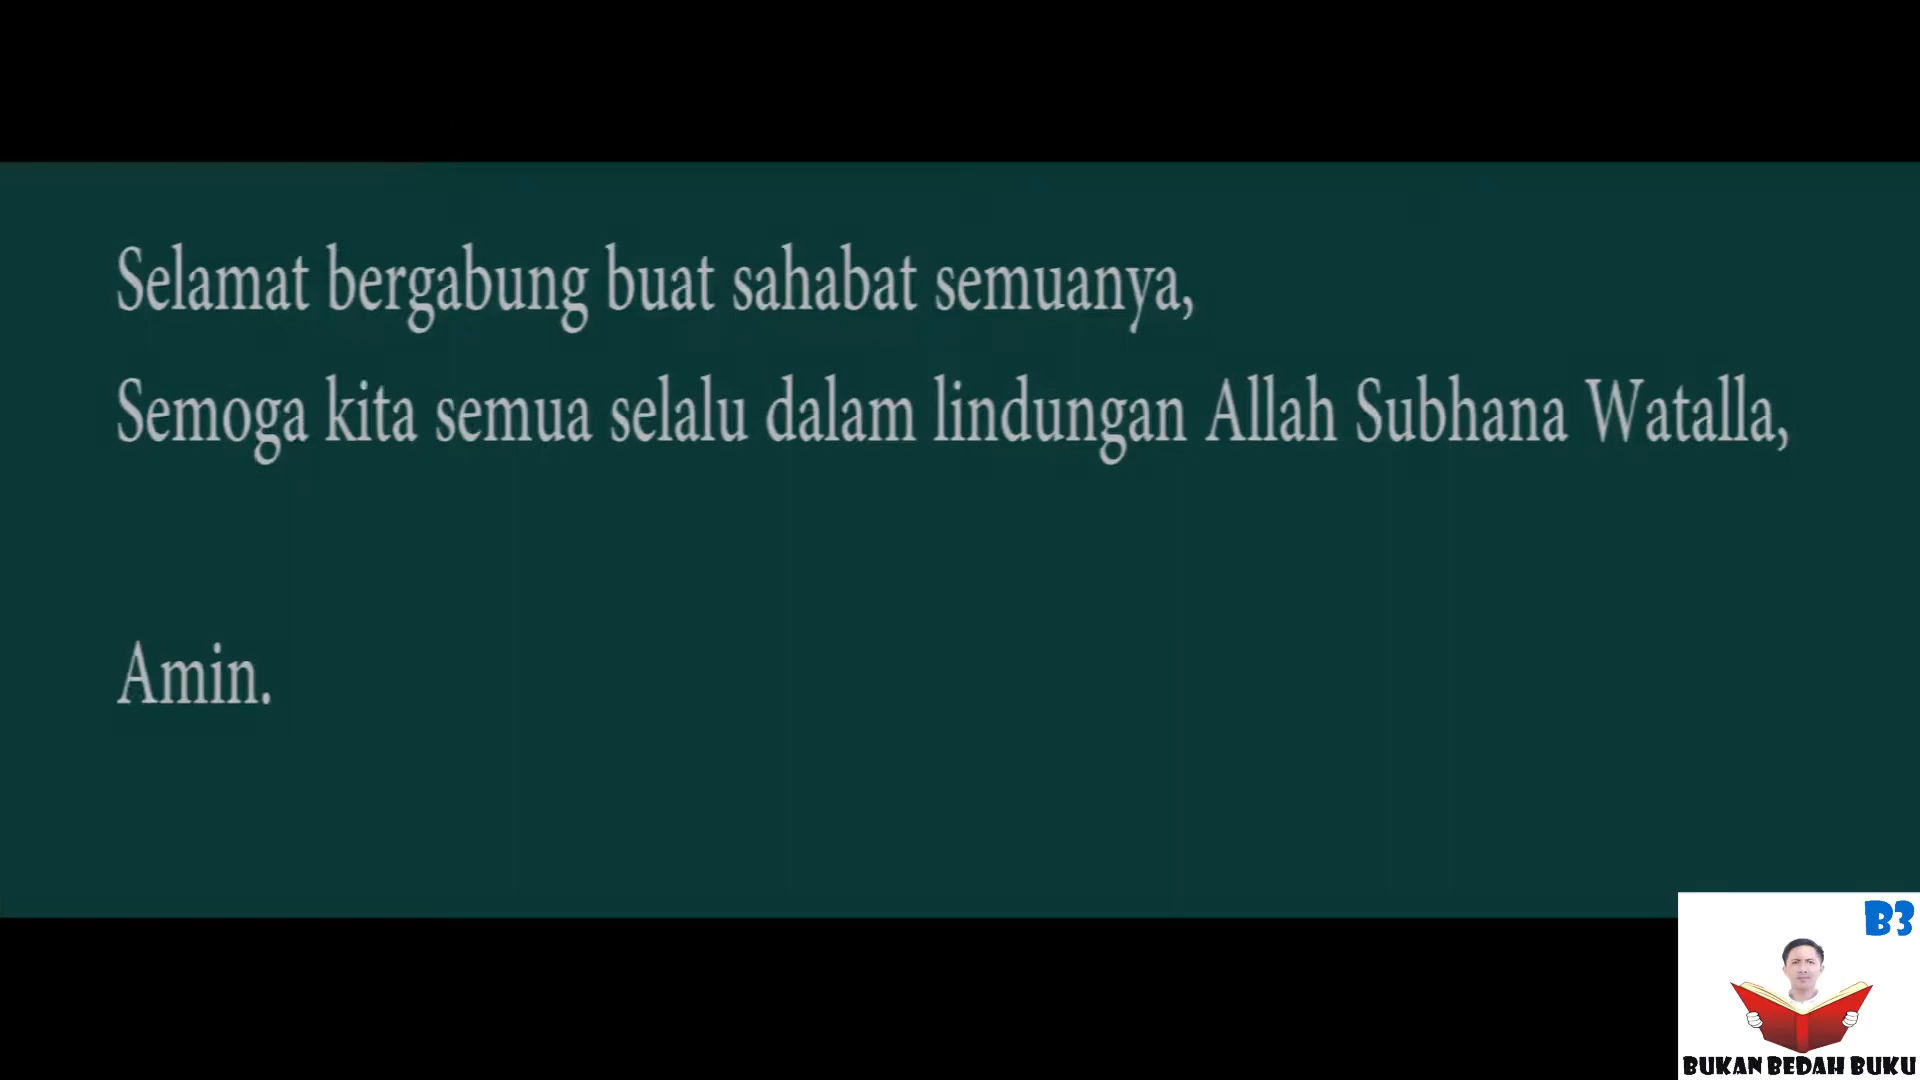 Selamat bergabung buat sahabat semuanya,
Semoga kita semua selalu dalam lindungan Allah Subhana Watalla,
Amin.
B3
BUKAN BEDAH BUKU